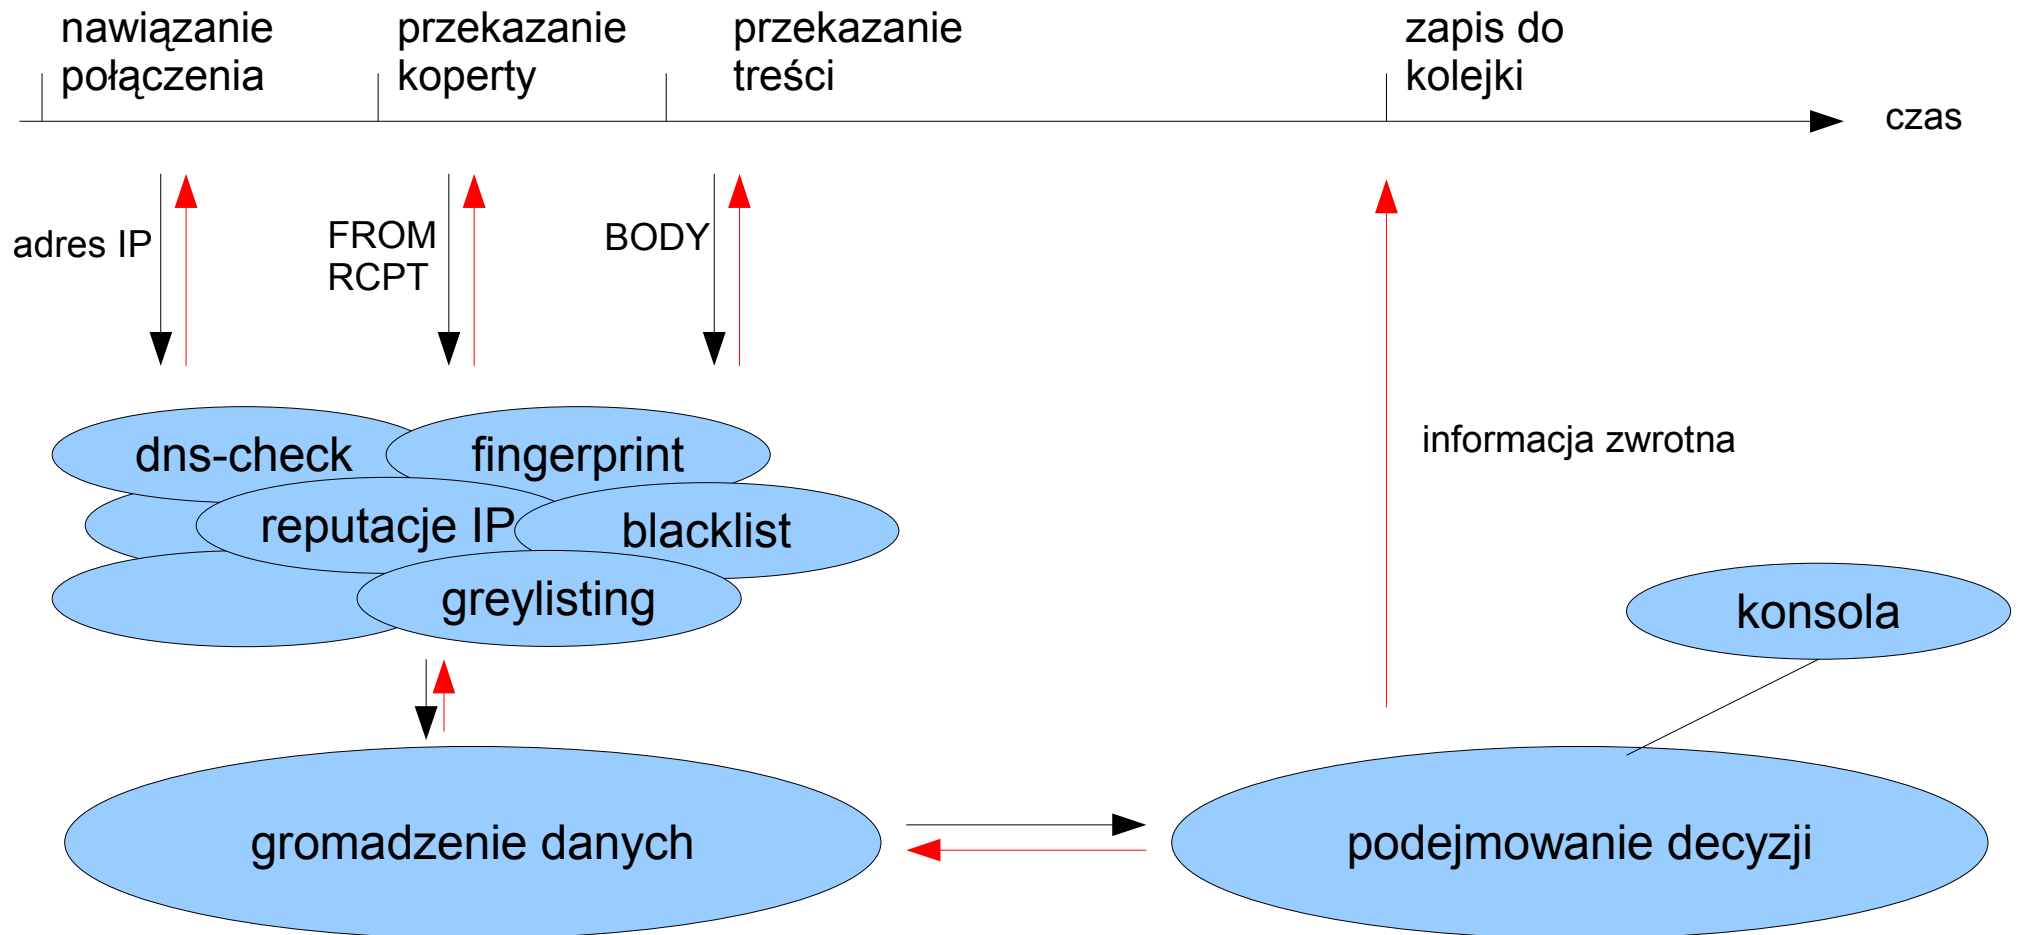 nawiązanie
połączenia
przekazanie
koperty
przekazanie
treści
zapis do
kolejki
czas
adres IP
FROM
RCPT
BODY
informacja zwrotna
dns-check
fingerprint
reputacje IP
blacklist
greylisting
konsola
gromadzenie danych
podejmowanie decyzji